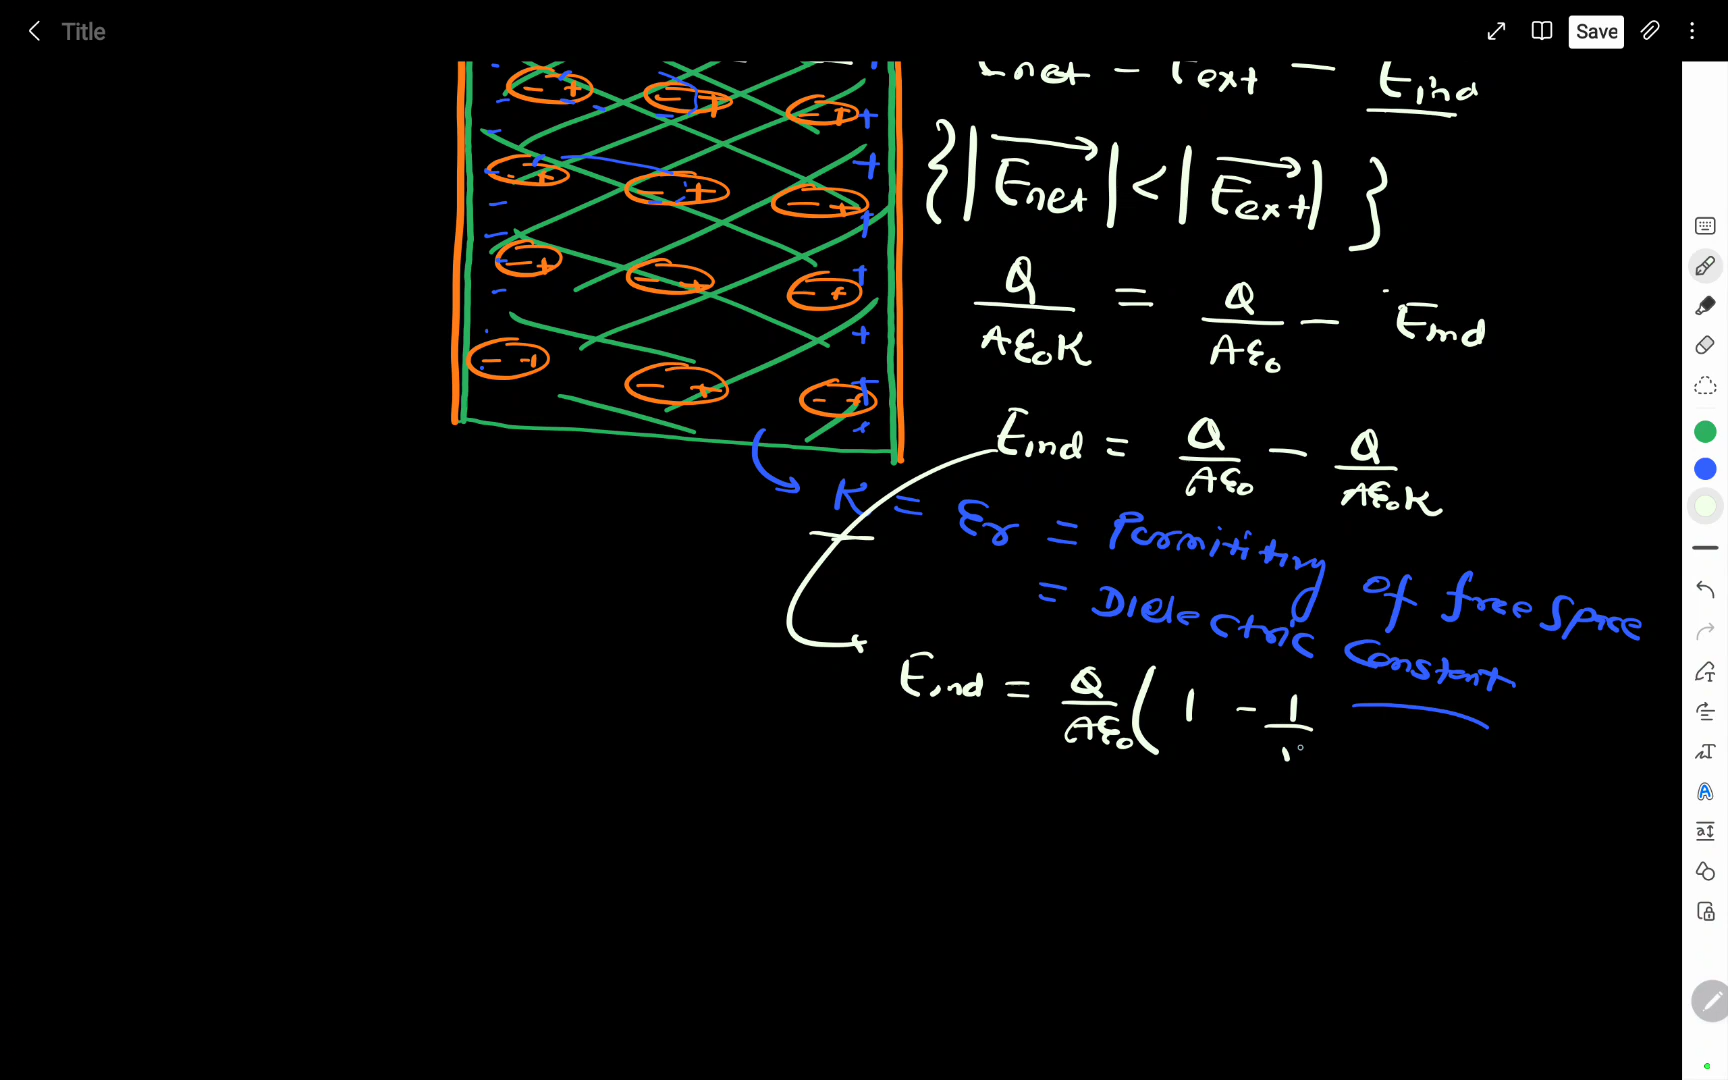 Title
Save
Enet = Eext - Eind
{|Enet| < |Eext|}
Q/Aε₀K = Q/Aε₀ - Eind
Eind = Q/Aε₀ - Q/Aε₀K
K = εr = Permitivity of free space
= Dielectric Constant
Eind = Q/Aε₀ ( 1 - 1/